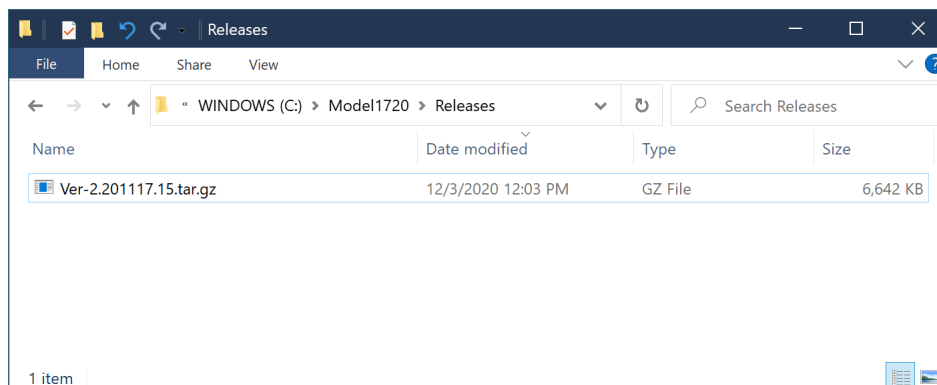 Releases
File Home Share View
« WINDOWS (C:) > Model1720 > Releases Search Releases
Name Date modified Type Size
Ver-2.201117.15.tar.gz 12/3/2020 12:03 PM GZ File 6,642 KB
1 item